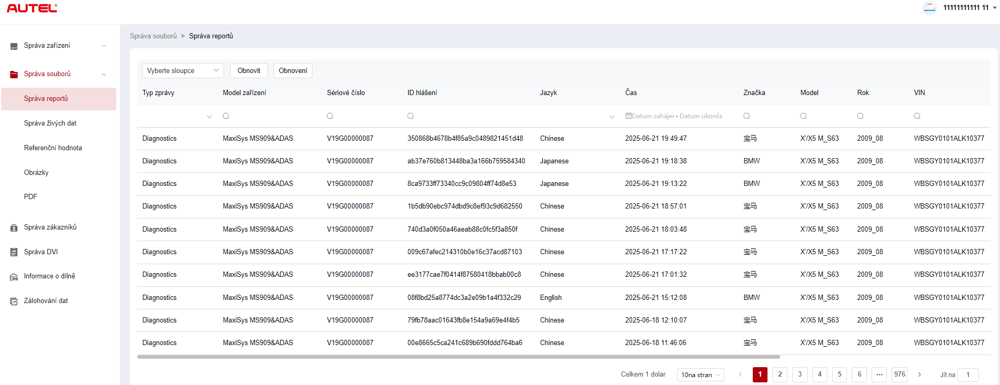 AUTEL®
11111111111 11
Správa zařízení
Správa souborů
Správa reportů
Správa živých dat
Referenční hodnota
Obrázky
PDF
Správa zákazníků
Správa DVI
Informace o dílně
Zálohování dat
Správa souborů > Správa reportů
Vyberte sloupce Obnovit Obnovení
Typ zprávy Model zařízení Sériové číslo ID hlášení Jazyk Čas Značka Model Rok VIN
Datum zahájer - Datum ukonče
Diagnostics MaxiSys MS909&ADAS V19G00000087 350868b4678b4f85a9c0489821451d48 Chinese 2025-06-21 19:49:47 宝马 X'/X5 M_S63 2009_08 WBSGY0101ALK10377
Diagnostics MaxiSys MS909&ADAS V19G00000087 ab37e760b813448ba3a166b759584340 Japanese 2025-06-21 19:18:38 BMW X'/X5 M_S63 2009_08 WBSGY0101ALK10377
Diagnostics MaxiSys MS909&ADAS V19G00000087 8ca9733ff73340cc9c09804ff74d8e53 Japanese 2025-06-21 19:13:22 BMW X'/X5 M_S63 2009_08 WBSGY0101ALK10377
Diagnostics MaxiSys MS909&ADAS V19G00000087 1b5db90ebc974dbd9c8ef93c9d682550 Chinese 2025-06-21 18:57:01 宝马 X'/X5 M_S63 2009_08 WBSGY0101ALK10377
Diagnostics MaxiSys MS909&ADAS V19G00000087 740d3a0f050a46aeab88c0fc5f3a850f Chinese 2025-06-21 18:03:48 宝马 X'/X5 M_S63 2009_08 WBSGY0101ALK10377
Diagnostics MaxiSys MS909&ADAS V19G00000087 009c67afec214310b0e16c37acd87103 Chinese 2025-06-21 17:17:22 宝马 X'/X5 M_S63 2009_08 WBSGY0101ALK10377
Diagnostics MaxiSys MS909&ADAS V19G00000087 ee3177cae7f0414f87580418bbab00c8 Chinese 2025-06-21 17:01:32 宝马 X'/X5 M_S63 2009_08 WBSGY0101ALK10377
Diagnostics MaxiSys MS909&ADAS V19G00000087 08f8bd25a8774dc3a2e09b1a4f332c29 English 2025-06-21 15:12:08 BMW X'/X5 M_S63 2009_08 WBSGY0101ALK10377
Diagnostics MaxiSys MS909&ADAS V19G00000087 79fb78aac01643fb8e154a9a69e4f4b5 Chinese 2025-06-18 12:10:07 宝马 X'/X5 M_S63 2009_08 WBSGY0101ALK10377
Diagnostics MaxiSys MS909&ADAS V19G00000087 00e8665c5ca241c689b690fddd764ba6 Chinese 2025-06-18 11:46:06 宝马 X'/X5 M_S63 2009_08 WBSGY0101ALK10377
Celkem 1 dolar 10na stran < 1 2 3 4 5 6 ••• 976 > Jít na 1